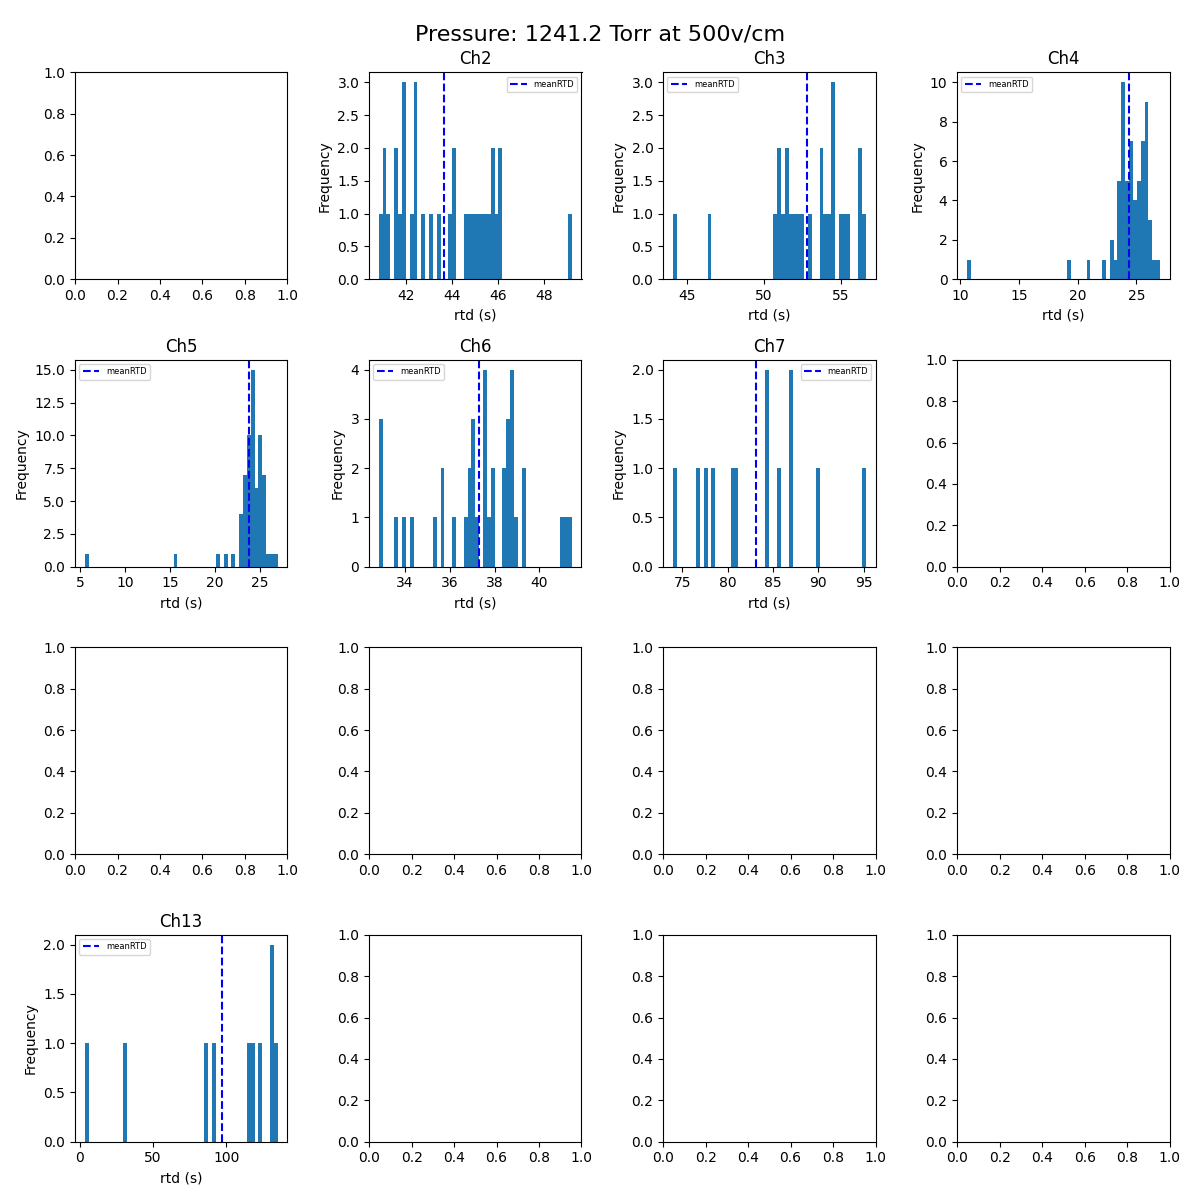 Pressure: 1241.2 Torr at 500v/cm
1.0
0.8
0.6
0.4
0.2
0.0
0.0 0.2 0.4 0.6 0.8 1.0
Ch2
meanRTD
Frequency
3.0
2.5
2.0
1.5
1.0
0.5
0.0
42 44 46 48
rtd (s)
Ch3
meanRTD
Frequency
3.0
2.5
2.0
1.5
1.0
0.5
0.0
45 50 55
rtd (s)
Ch4
meanRTD
Frequency
10
8
6
4
2
0
10 15 20 25
rtd (s)
Ch5
meanRTD
Frequency
15.0
12.5
10.0
7.5
5.0
2.5
0.0
5 10 15 20 25
rtd (s)
Ch6
meanRTD
Frequency
4
3
2
1
0
34 36 38 40
rtd (s)
Ch7
meanRTD
Frequency
2.0
1.5
1.0
0.5
0.0
75 80 85 90 95
rtd (s)
1.0
0.8
0.6
0.4
0.2
0.0
0.0 0.2 0.4 0.6 0.8 1.0
1.0
0.8
0.6
0.4
0.2
0.0
0.0 0.2 0.4 0.6 0.8 1.0
1.0
0.8
0.6
0.4
0.2
0.0
0.0 0.2 0.4 0.6 0.8 1.0
1.0
0.8
0.6
0.4
0.2
0.0
0.0 0.2 0.4 0.6 0.8 1.0
1.0
0.8
0.6
0.4
0.2
0.0
0.0 0.2 0.4 0.6 0.8 1.0
Ch13
meanRTD
Frequency
2.0
1.5
1.0
0.5
0.0
0 50 100
rtd (s)
1.0
0.8
0.6
0.4
0.2
0.0
0.0 0.2 0.4 0.6 0.8 1.0
1.0
0.8
0.6
0.4
0.2
0.0
0.0 0.2 0.4 0.6 0.8 1.0
1.0
0.8
0.6
0.4
0.2
0.0
0.0 0.2 0.4 0.6 0.8 1.0